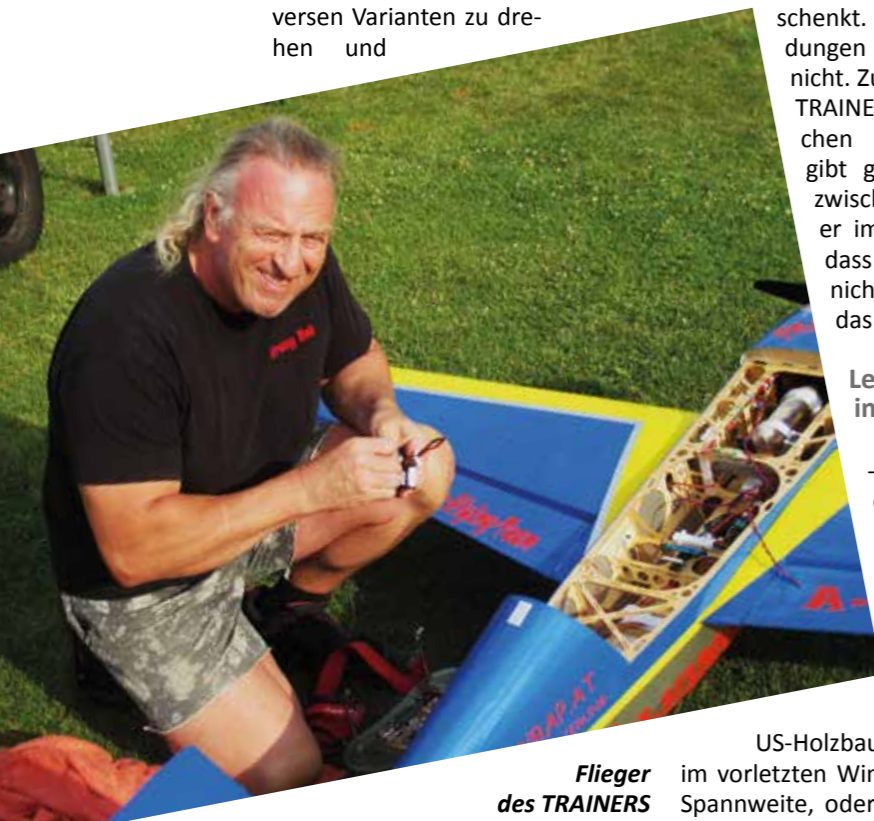 versen Varianten zu dre-
hen und
schenkt.
dungen
nicht. Zu
TRAINE
chen
gibt g
zwisch
er im
dass
nich
das
Le
in
US-Holzbau
Flieger
des TRAINERS
im vorletzten Win
Spannweite, oder